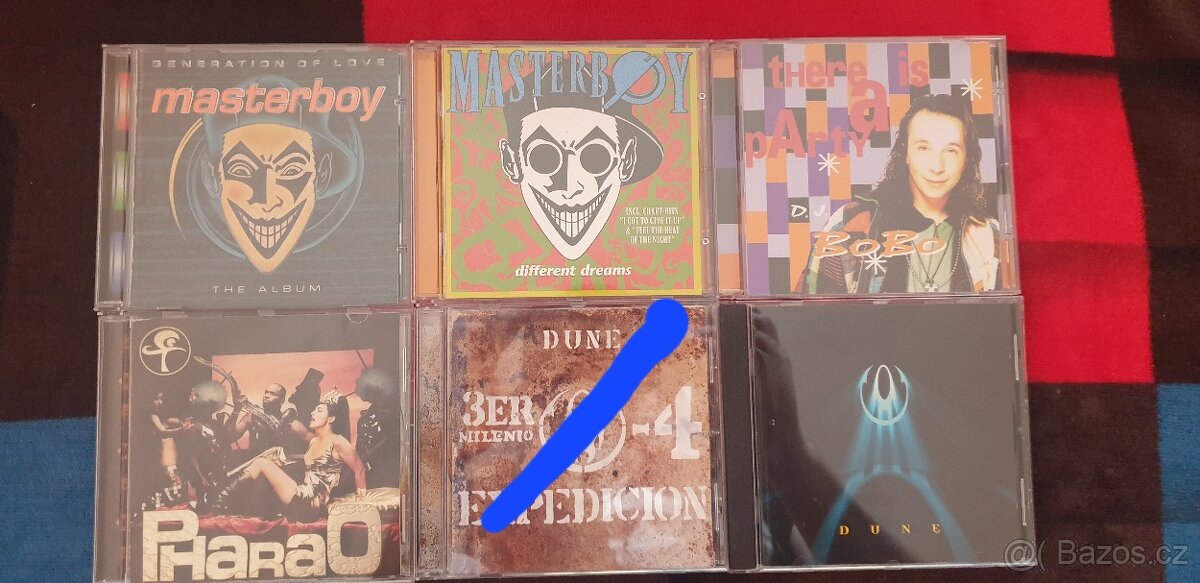 GENERATION OF LOVE
masterboy
THE ALBUM
MASTERBOY
INCL. CHART-HITS
"I GOT TO GIVE IT UP"
& "FEEL THE HEAT
OF THE NIGHT"
different dreams
tHere is
a
pArtY
D.J.
BoBo
PHaraO
DUNE
3ER -4
MILENIO
EXPEDICION
DUNE
@( Bazos.cz